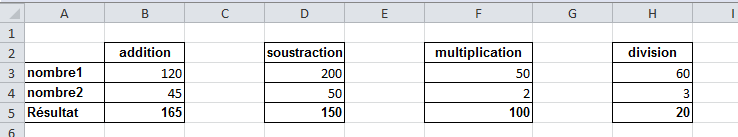 A B C D E F G H I
1
2 addition soustraction multiplication division
3 nombre1 120 200 50 60
4 nombre2 45 50 2 3
5 Résultat 165 150 100 20
6